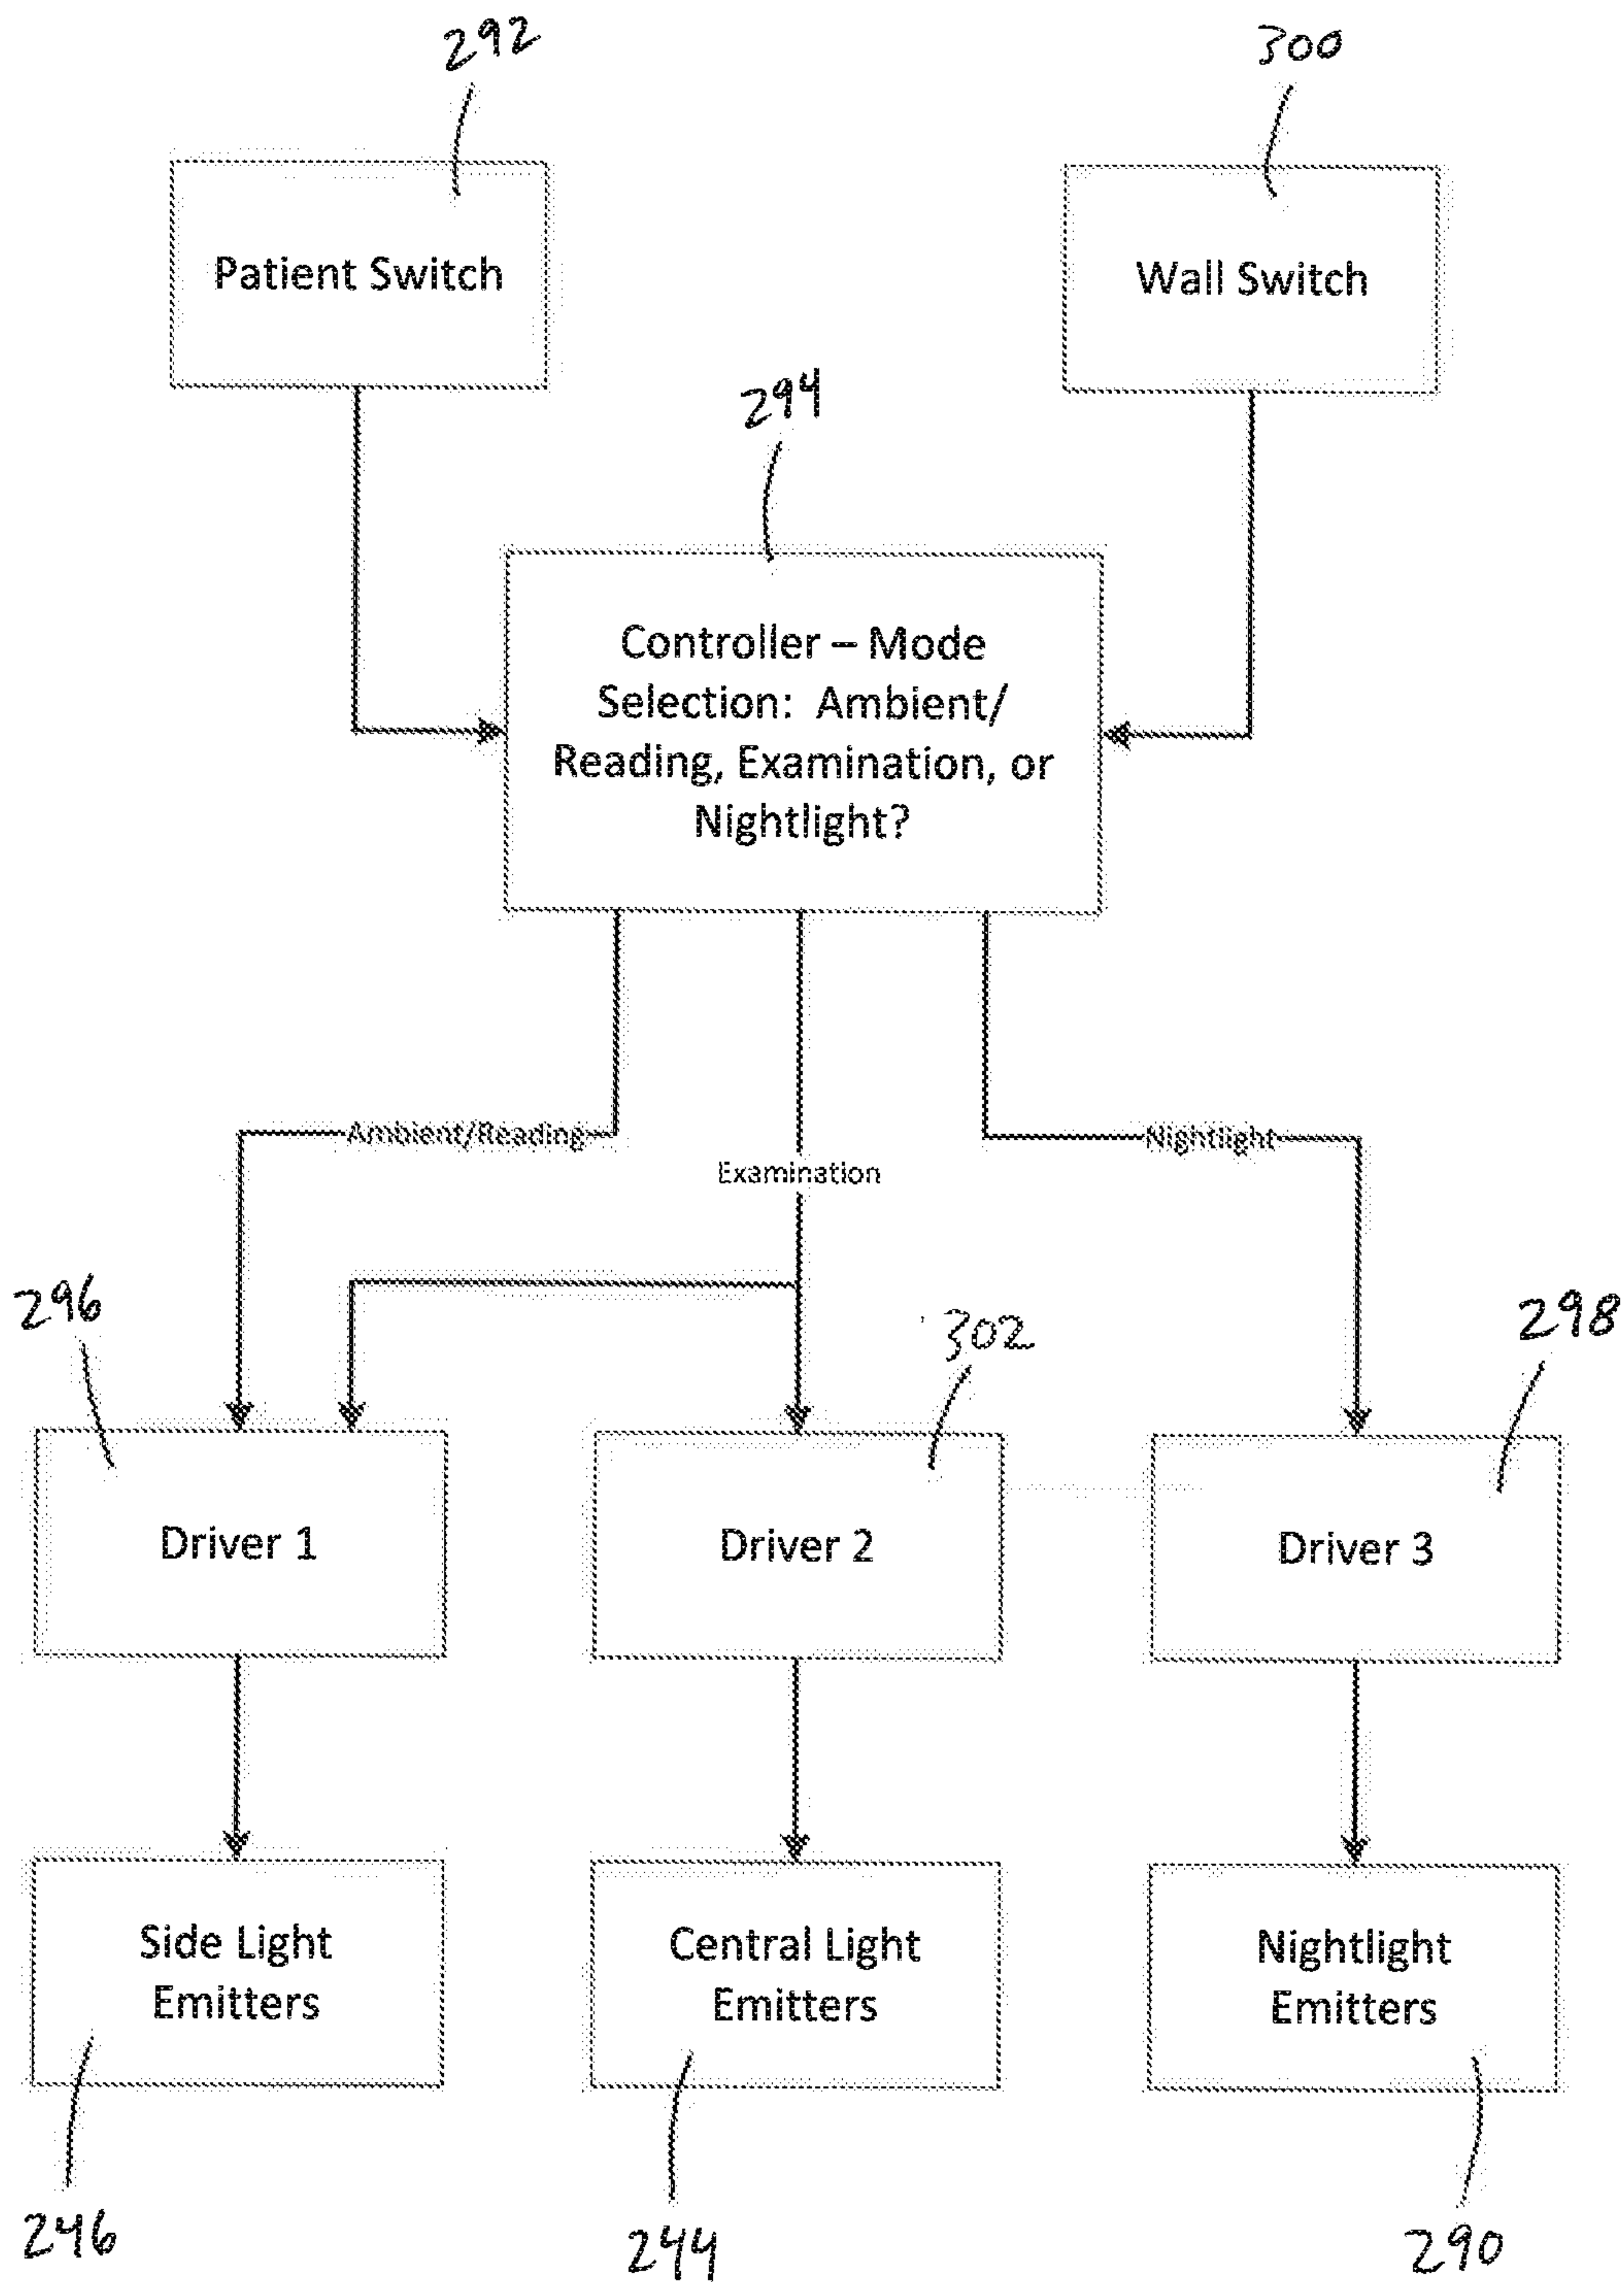 292
300
Patient Switch
Wall Switch
294
Controller – Mode
Selection: Ambient/
Reading, Examination, or
Nightlight?
Ambient/Reading
Nightlight
Examination
296
302
298
Driver 1
Driver 2
Driver 3
Side Light
Emitters
Central Light
Emitters
Nightlight
Emitters
246
244
290